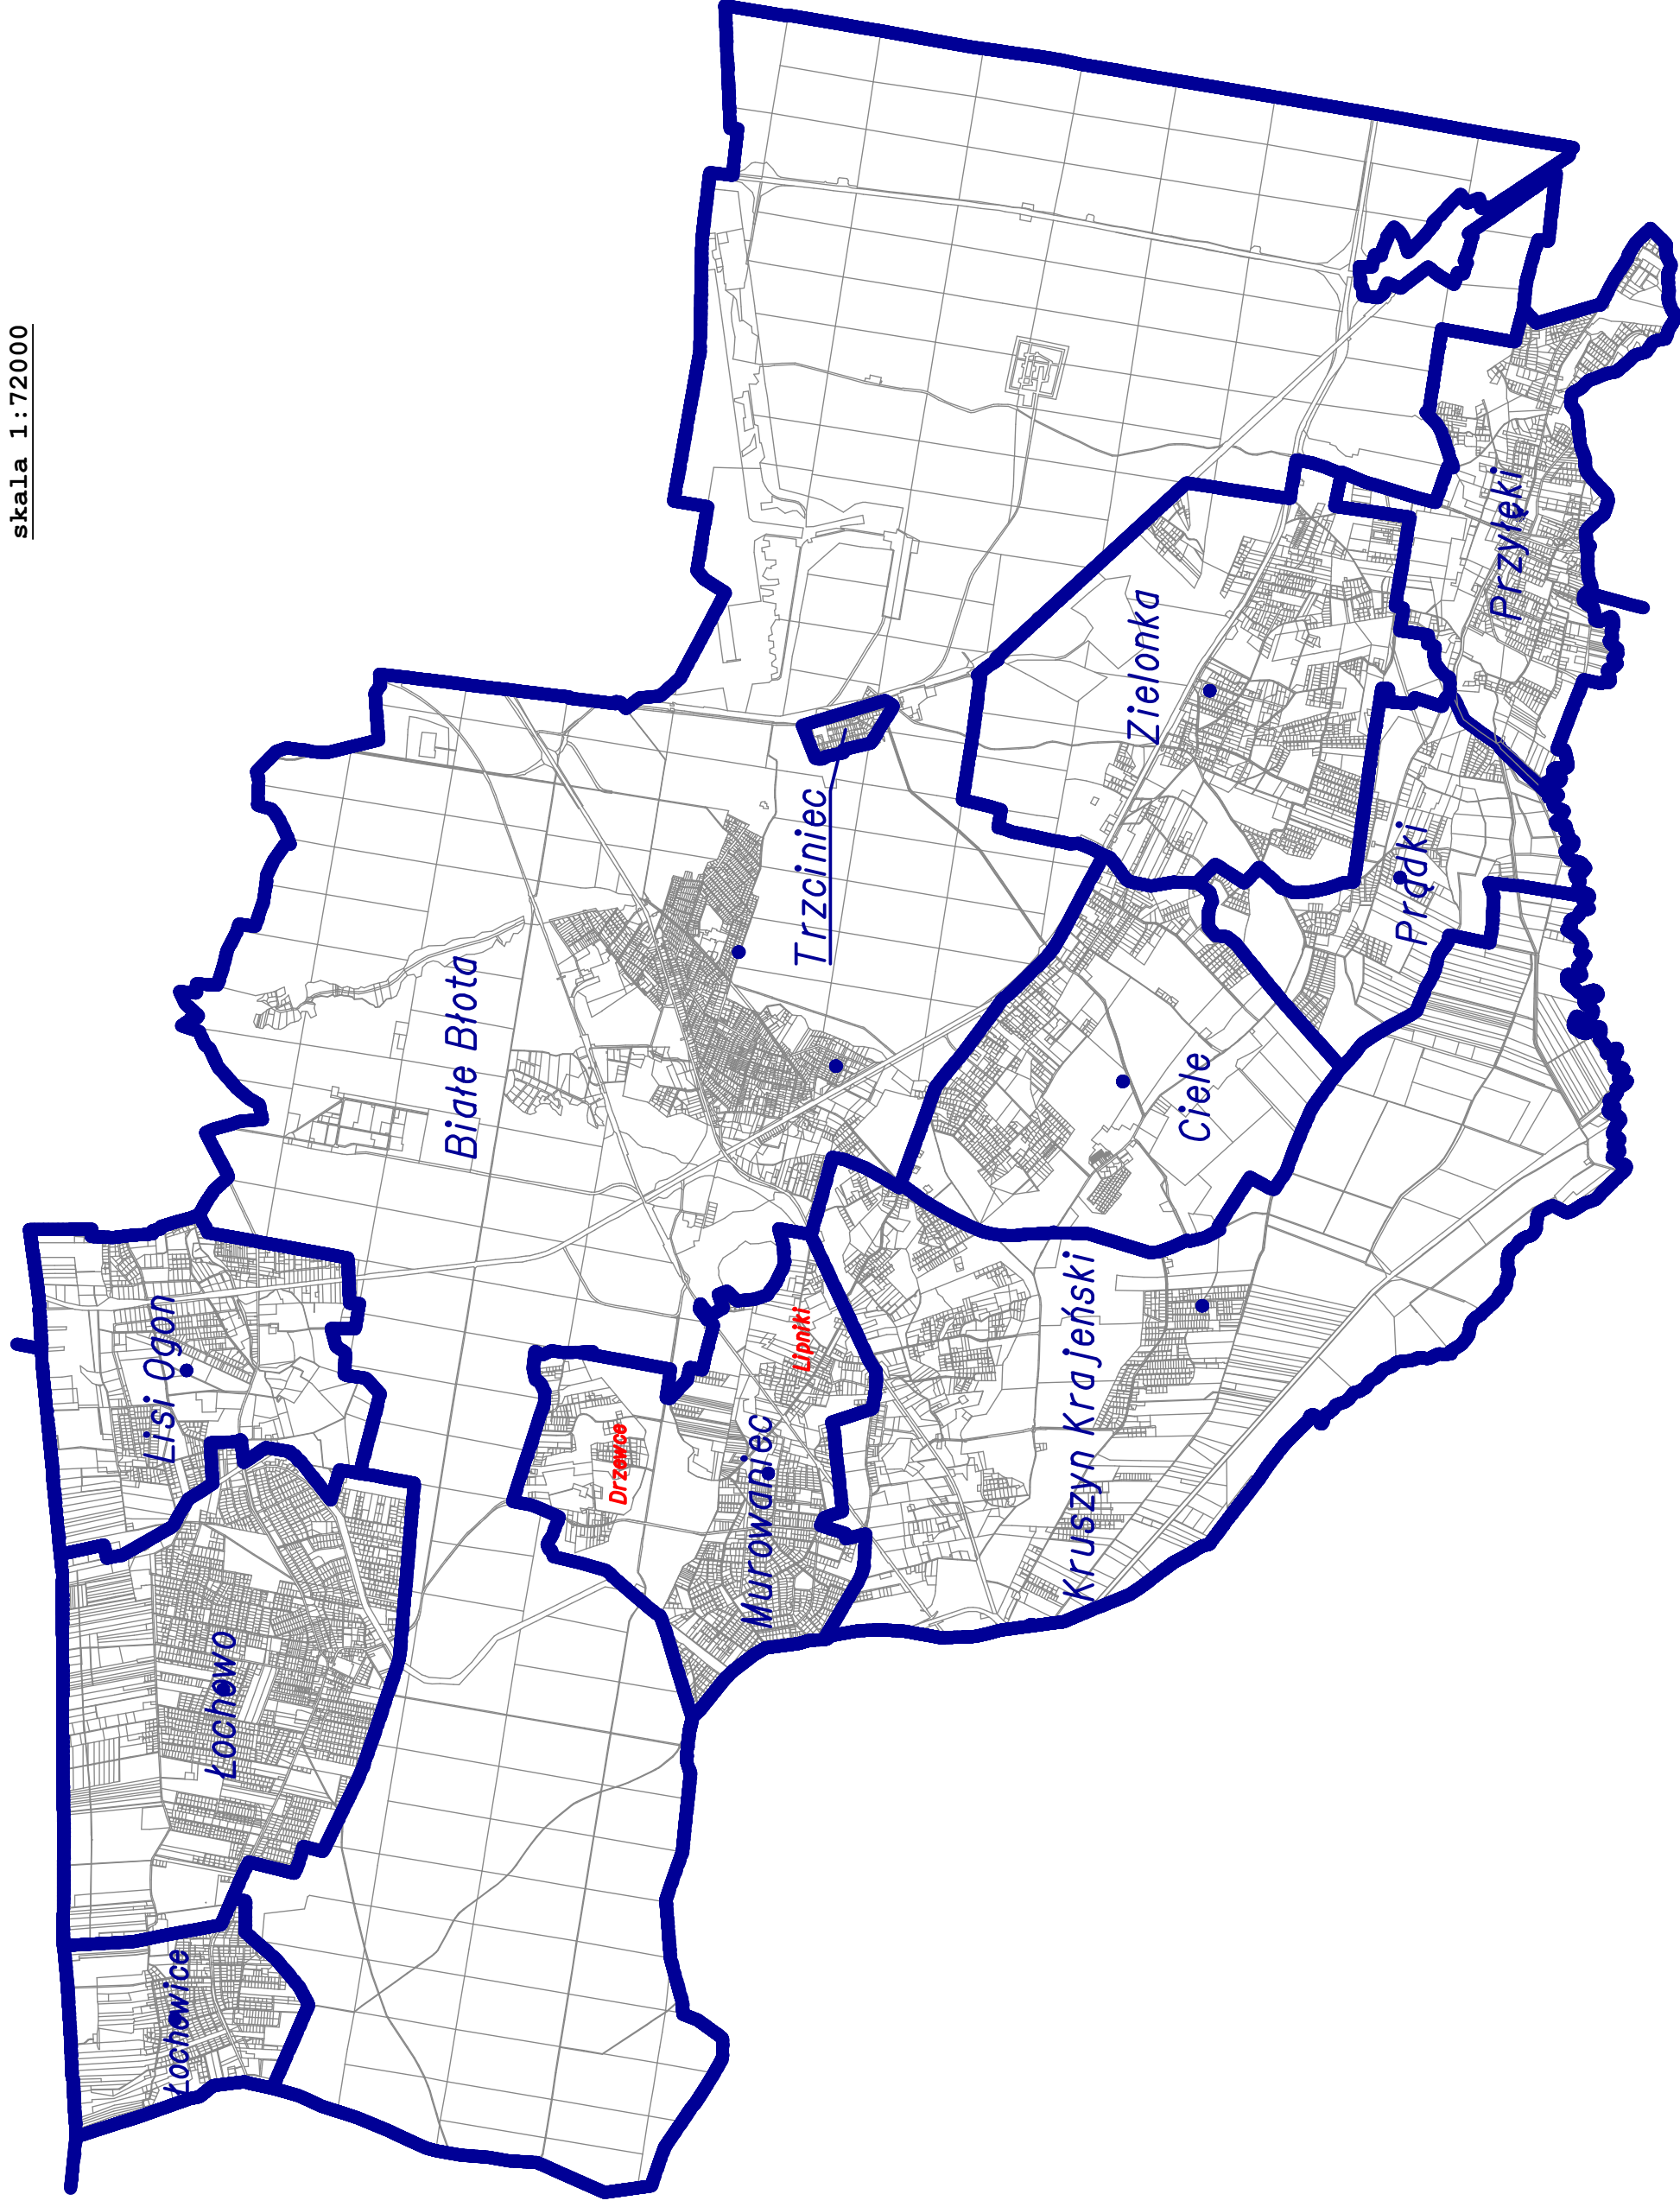 skala 1:72000
Łochowice
Łochowo
Lisi Ogon
Białe Błota
Drzewce
Murowaniec
Lipniki
Trzciniec
Kruszyn Krajeński
Ciele
Zielonka
Prądki
Przyłęki